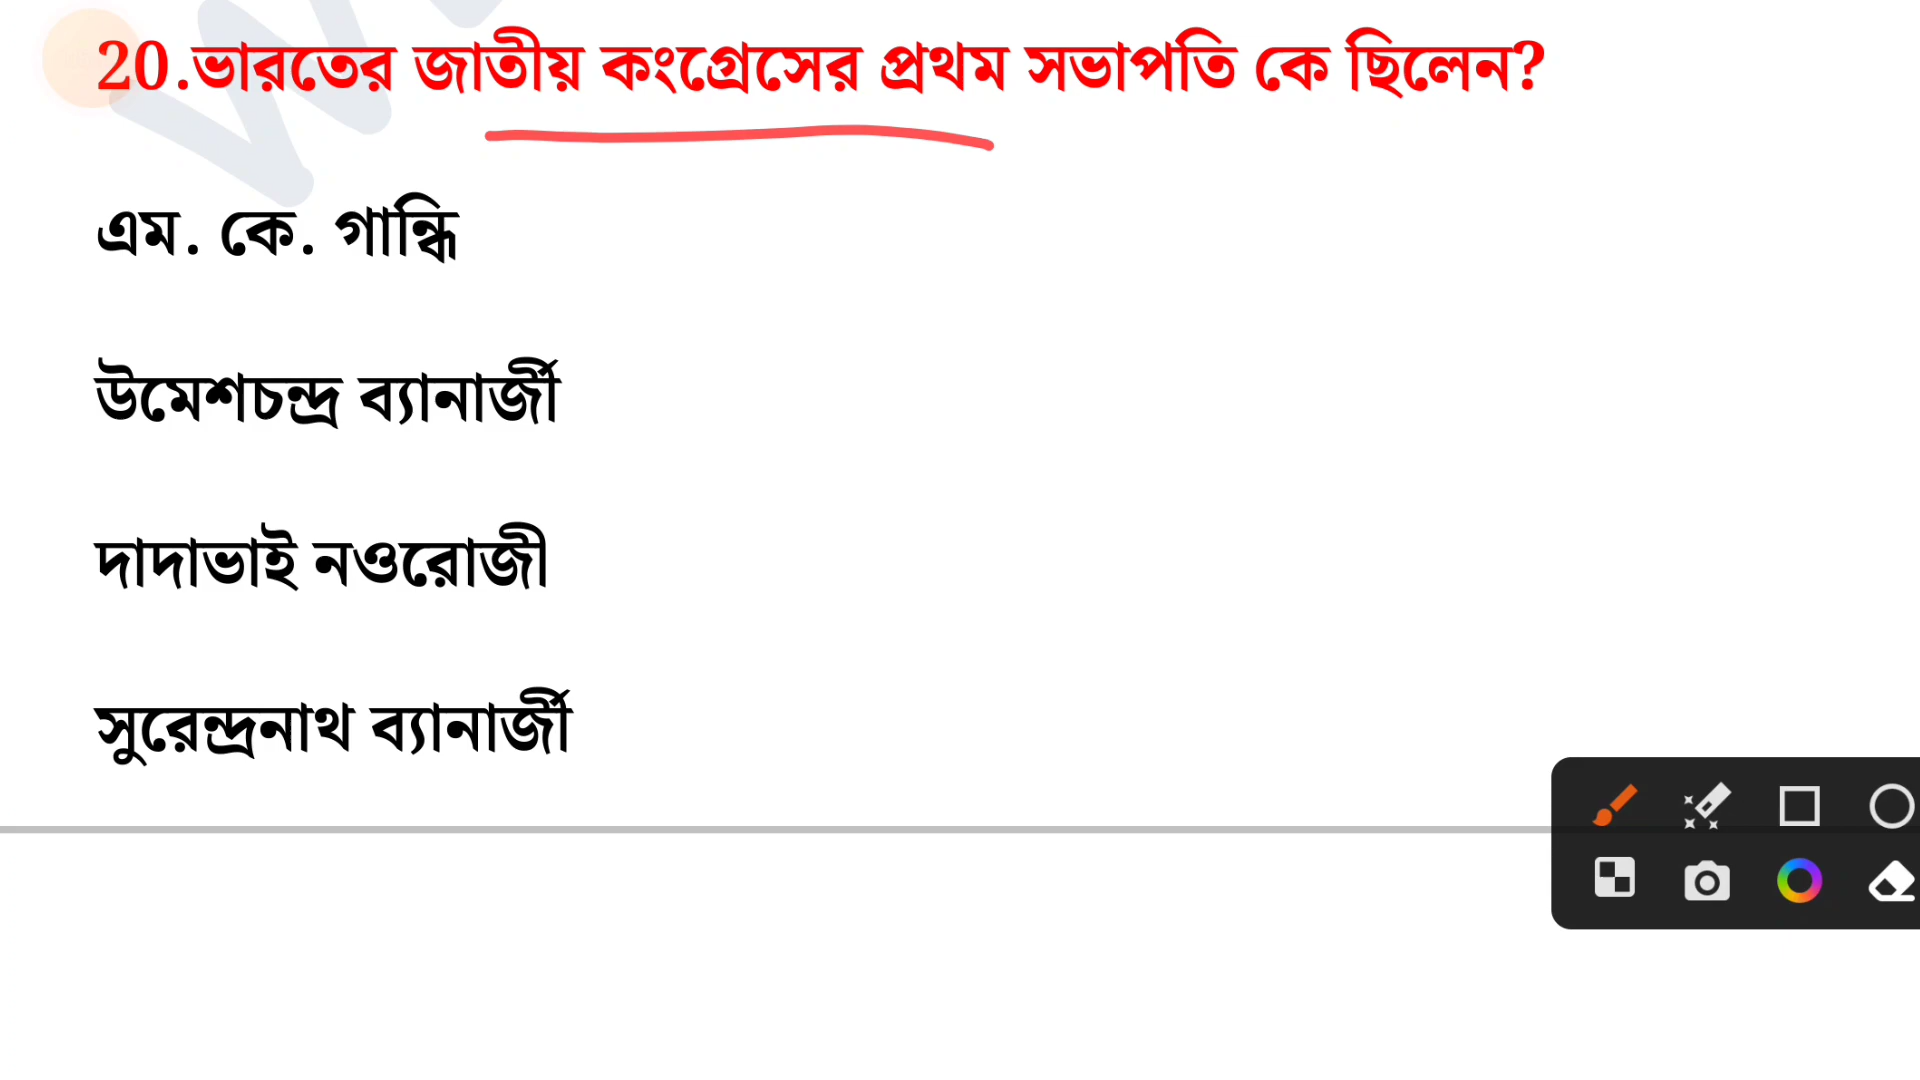 20.ভারতের জাতীয় কংগ্রেসের প্রথম সভাপতি কে ছিলেন?
এম. কে. গান্ধি
উমেশচন্দ্র ব্যানার্জী
দাদাভাই নওরোজী
সুরেন্দ্রনাথ ব্যানার্জী